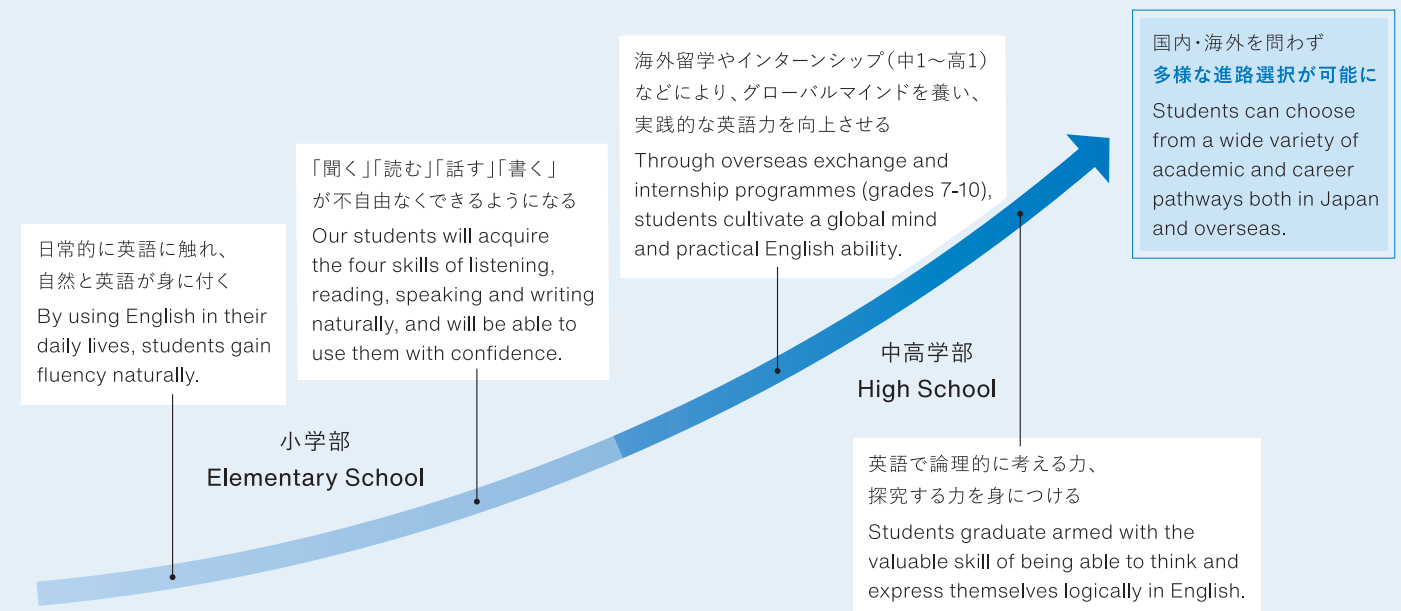 日常的に英語に触れ、
自然と英語が身に付く
By using English in their
daily lives, students gain
fluency naturally.
「聞く」「読む」「話す」「書く」
が不自由なくできるようになる
Our students will acquire
the four skills of listening,
reading, speaking and writing
naturally, and will be able to
use them with confidence.
小学部
Elementary School
海外留学やインターンシップ(中1〜高1)
などにより、グローバルマインドを養い、
実践的な英語力を向上させる
Through overseas exchange and
internship programmes (grades 7-10),
students cultivate a global mind
and practical English ability.
中高学部
High School
英語で論理的に考える力、
探究する力を身につける
Students graduate armed with the
valuable skill of being able to think and
express themselves logically in English.
国内・海外を問わず
多様な進路選択が可能に
Students can choose
from a wide variety of
academic and career
pathways both in Japan
and overseas.